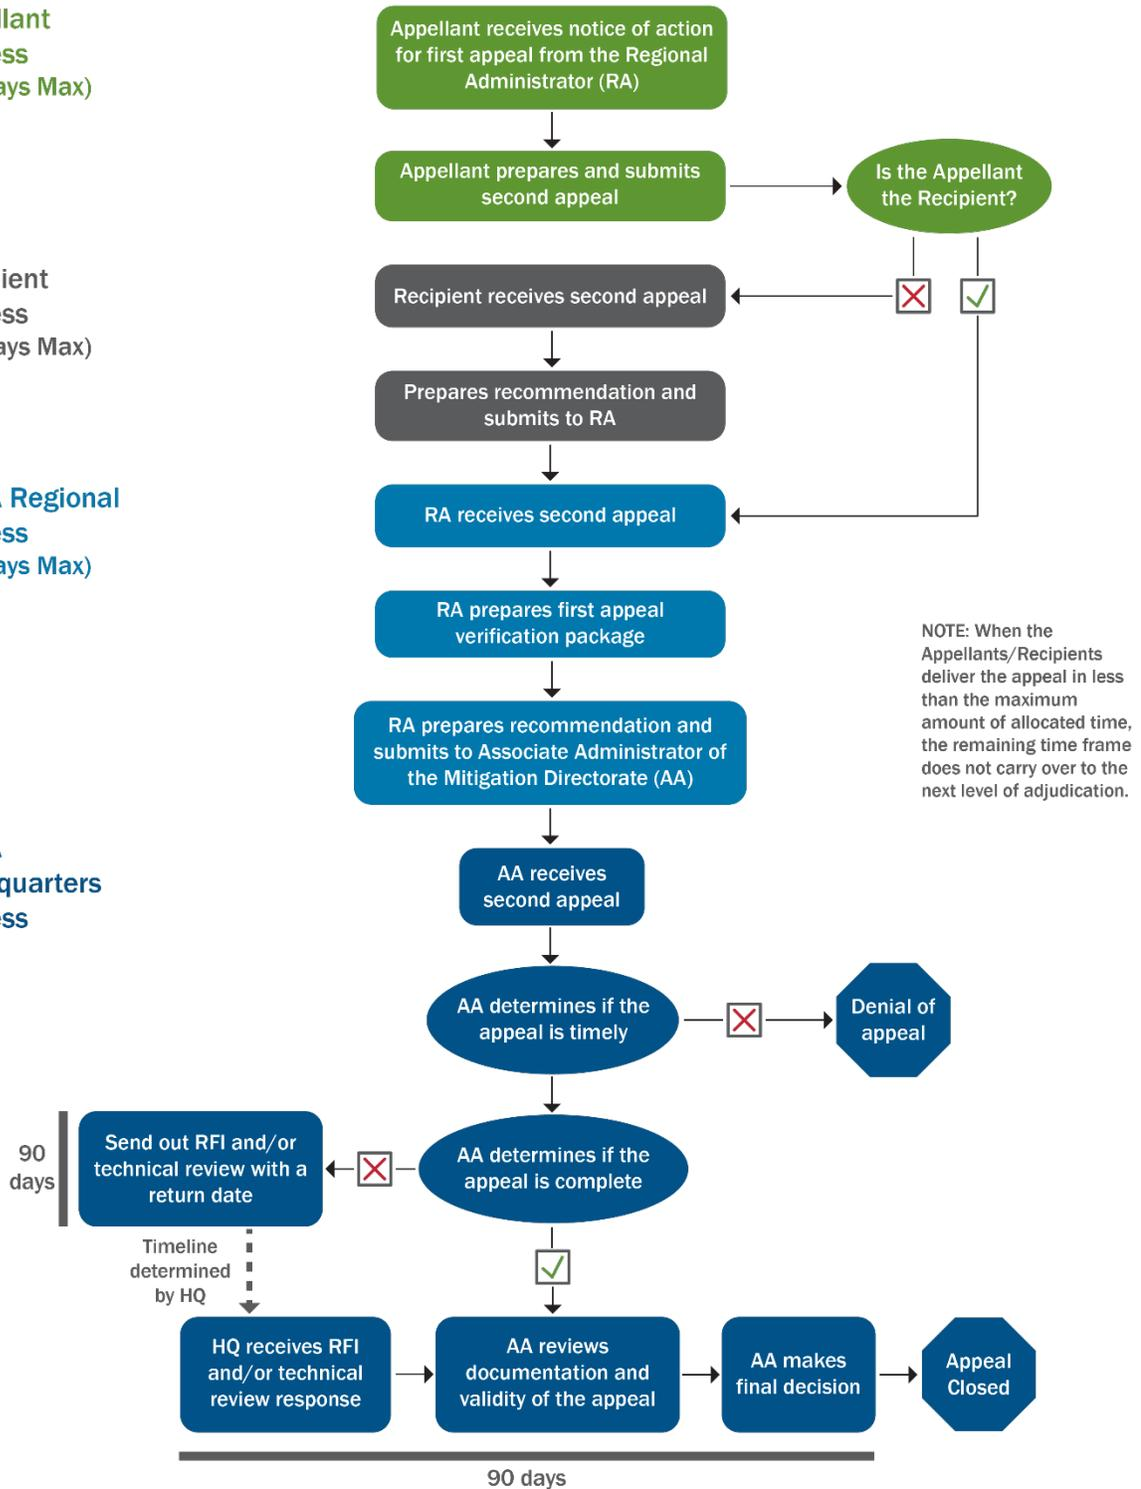 llant
ess
ays Max)
Appellant receives notice of action
for first appeal from the Regional
Administrator (RA)
Appellant prepares and submits
second appeal
Is the Appellant
the Recipient?
ient
ess
ays Max)
Recipient receives second appeal
Prepares recommendation and
submits to RA
Regional
ess
ays Max)
RA receives second appeal
RA prepares first appeal
verification package
RA prepares recommendation and
submits to Associate Administrator of
the Mitigation Directorate (AA)
NOTE: When the
Appellants/Recipients
deliver the appeal in less
than the maximum
amount of allocated time,
the remaining time frame
does not carry over to the
next level of adjudication.
quarters
ess
AA receives
second appeal
AA determines if the
appeal is timely
Denial of
appeal
AA determines if the
appeal is complete
90
days
Send out RFI and/or
technical review with a
return date
Timeline
determined
by HQ
HQ receives RFI
and/or technical
review response
AA reviews
documentation and
validity of the appeal
AA makes
final decision
Appeal
Closed
90 days